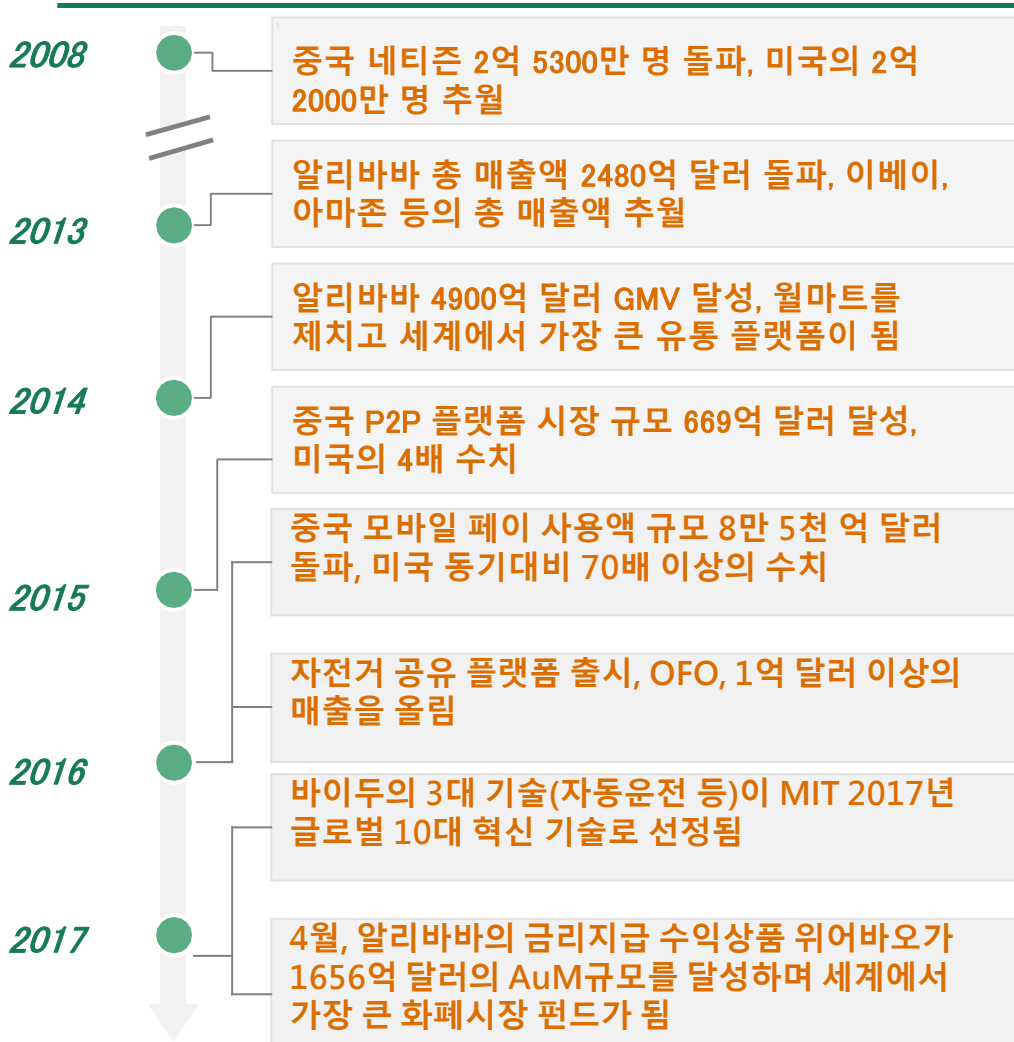 2008
중국 네티즌 2억 5300만 명 돌파, 미국의 2억
2000만 명 추월
2013
알리바바 총 매출액 2480억 달러 돌파, 이베이,
아마존 등의 총 매출액 추월
2014
알리바바 4900억 달러 GMV 달성, 월마트를
제치고 세계에서 가장 큰 유통 플랫폼이 됨
2015
중국 P2P 플랫폼 시장 규모 669억 달러 달성,
미국의 4배 수치
2016
중국 모바일 페이 사용액 규모 8만 5천 억 달러
돌파, 미국 동기대비 70배 이상의 수치
자전거 공유 플랫폼 출시, OFO, 1억 달러 이상의
매출을 올림
2017
바이두의 3대 기술(자동운전 등)이 MIT 2017년
글로벌 10대 혁신 기술로 선정됨
4월, 알리바바의 금리지급 수익상품 위어바오가
1656억 달러의 AuM규모를 달성하며 세계에서
가장 큰 화폐시장 펀드가 됨